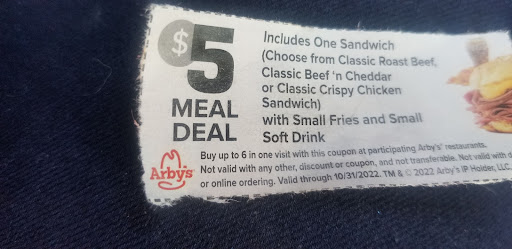 $5
MEAL
DEAL
Includes One Sandwich
(Choose from Classic Roast Beef,
Classic Beef 'n Cheddar
or Classic Crispy Chicken
Sandwich)
with Small Fries and Small
Soft Drink
Arby's
Buy up to 6 in one visit with this coupon at participating Arby's® restaurants.
Not valid with any other, discount or coupon, and not transferable. Not valid with
or online ordering. Valid through 10/31/2022. TM & © 2022 Arby's IP Holder, LLC.